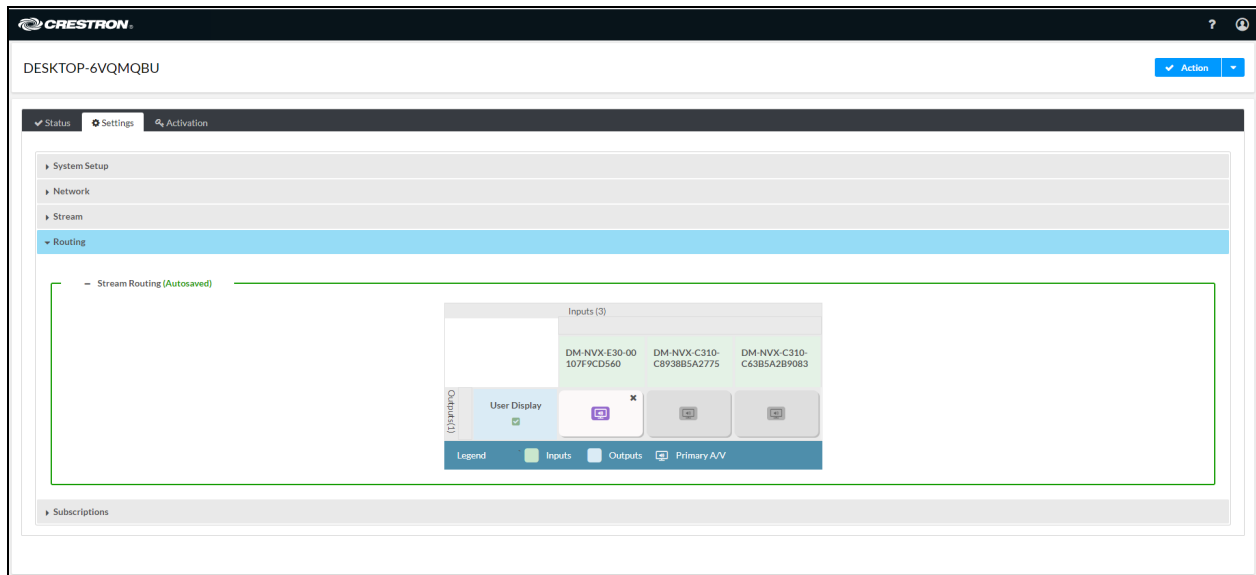 CRESTRON®
?
DESKTOP-6VQMQBU
Action
Status
Settings
Activation
System Setup
Network
Stream
Routing
Stream Routing (Autosaved)
Inputs (3)
DM-NVX-E30-00
107F9CD560
DM-NVX-C310-
C8938B5A2775
DM-NVX-C310-
C63B5A2B9083
Outputs(1)
User Display
Legend
Inputs
Outputs
Primary A/V
Subscriptions